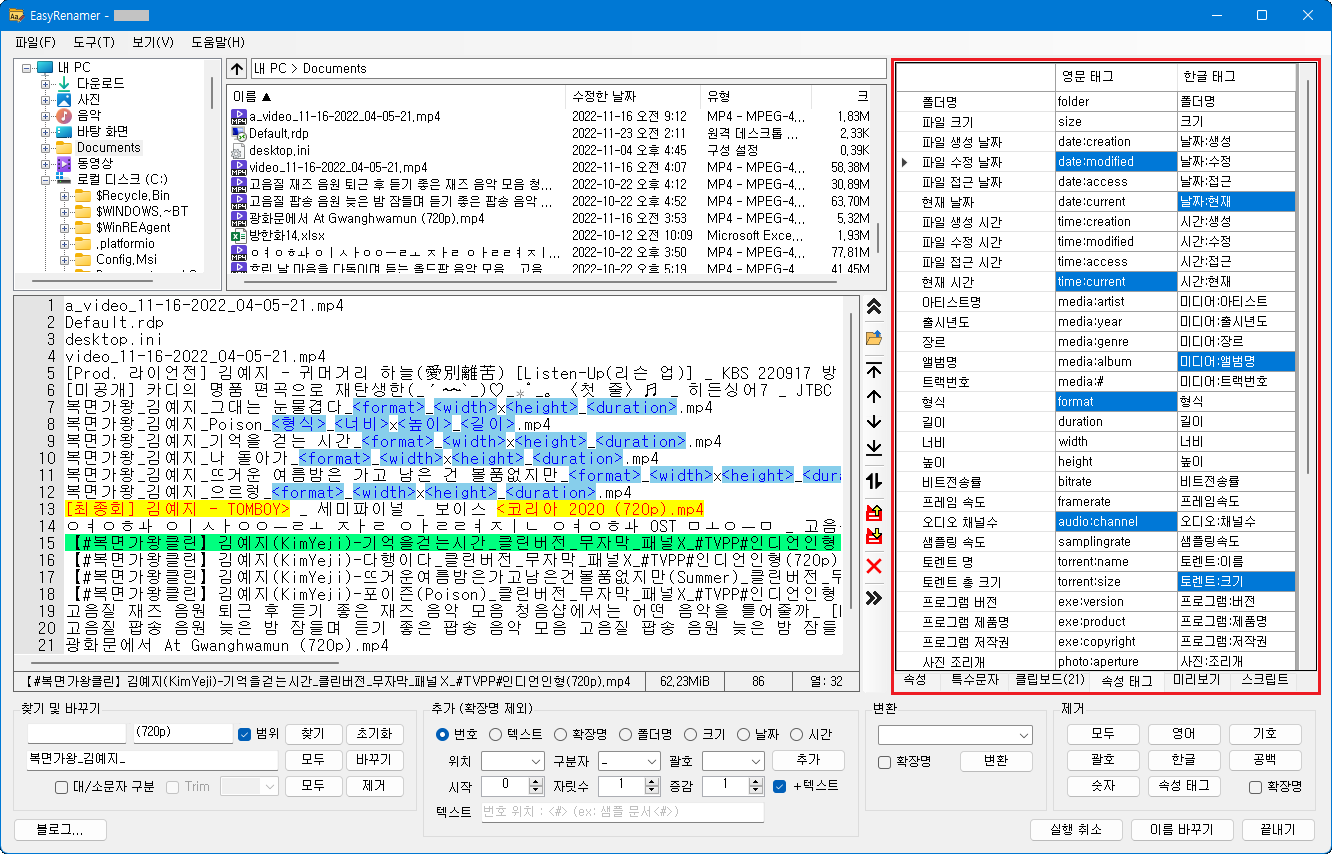 EasyRenamer -
파일(F) 도구(T) 보기(V) 도움말(H)
내 PC
다운로드
사진
음악
바탕 화면
Documents
동영상
로컬 디스크 (C:)
$Recycle.Bin
$WINDOWS.~BT
$WinREAgent
.platformio
Config.Msi
내 PC > Documents
이름 ▲ 수정한 날짜 유형 크
a_video_11-16-2022_04-05-21.mp4 2022-11-16 오전 9:12 MP4 - MPEG-4... 1.83M
Default.rdp 2022-11-23 오전 2:11 원격 데스크톱 ... 2.33K
desktop.ini 2022-11-04 오후 4:45 구성 설정 0.39K
video_11-16-2022_04-05-21.mp4 2022-11-16 오후 4:07 MP4 - MPEG-4... 58.38M
고음질 재즈 음원 퇴근 후 듣기 좋은 재즈 음악 모음 청... 2022-10-22 오후 4:12 MP4 - MPEG-4... 30.89M
고음질 팝송 음원 늦은 밤 잠들며 듣기 좋은 팝송 음악 ... 2022-10-22 오후 4:52 MP4 - MPEG-4... 63.70M
광화문에서 At Gwanghwamun (720p).mp4 2022-11-16 오후 3:53 MP4 - MPEG-4... 5.32M
방한화14.xlsx 2022-10-12 오전 10:09 Microsoft Exce... 1.93M
2022-10-22 오후 3:50 MP4 - MPEG-4... 77.81M
흐린 날 마음을 다독이며 듣는 올드팝 음악 모음 _ 고음... 2022-10-22 오후 5:19 MP4 - MPEG-4... 41.45M
1 a_video_11-16-2022_04-05-21.mp4
2 Default.rdp
3 desktop.ini
4 video_11-16-2022_04-05-21.mp4
5 [Prod. 라이언전] 김예지 - 귀머거리 하늘(愛別離苦) [Listen-Up(리슨 업)] _ KBS 220917 방
6 [미공개] 카디의 명품 편곡으로 재탄생한 〈첫 줄〉♬ _ 히든싱어7 _ JTBC
7 복면가왕_김예지_그대는 눈물겹다_<format>_<width>x<height>_<duration>.mp4
8 복면가왕_김예지_Poison_<형식>_<너비>x<높이>_<길이>.mp4
9 복면가왕_김예지_기억을 걷는 시간_<format>_<width>x<height>_<duration>.mp4
10 복면가왕_김예지_나 돌아가_<format>_<width>x<height>_<duration>.mp4
11 복면가왕_김예지_뜨거운 여름밤은 가고 남은 건 볼품없지만_<format>_<width>x<height>_<dura
12 복면가왕_김예지_으르렁_<format>_<width>x<height>_<duration>.mp4
13 [최종회] 김예지 - TOMBOY> _ 세미파이널 _ 보이스 <코리아 2020 (720p).mp4
14 OST _ 고음
15 【#복면가왕클린】김예지(KimYeji)-기억을걷는시간_클린버전_무자막_패널X_#TVPP#인디언인형
16 【#복면가왕클린】김예지(KimYeji)-다행이다_클린버전_무자막_패널X_#TVPP#인디언인형(720p)
17 【#복면가왕클린】김예지(KimYeji)-뜨거운여름밤은가고남은건볼품없지만(Summer)_클린버전_무
18 【#복면가왕클린】김예지(KimYeji)-포이즌(Poison)_클린버전_무자막_패널X_#TVPP#인디언인형
19 고음질 재즈 음원 퇴근 후 듣기 좋은 재즈 음악 모음 청음샵에서는 어떤 음악을 틀어줄까_
20 고음질 팝송 음원 늦은 밤 잠들며 듣기 좋은 팝송 음악 모음 고음질 팝송 음원 늦은 밤 잠들
21 광화문에서 At Gwanghwamun (720p).mp4
【#복면가왕클린】김예지(KimYeji)-기억을걷는시간_클린버전_무자막_패널X_#TVPP#인디언인형(720p).mp4 62.23MiB 86 열: 32
영문 태그 한글 태그
폴더명 folder 폴더명
파일 크기 size 크기
파일 생성 날짜 date:creation 날짜:생성
파일 수정 날짜 date:modified 날짜:수정
파일 접근 날짜 date:access 날짜:접근
현재 날짜 date:current 날짜:현재
파일 생성 시간 time:creation 시간:생성
파일 수정 시간 time:modified 시간:수정
파일 접근 시간 time:access 시간:접근
현재 시간 time:current 시간:현재
아티스트명 media:artist 미디어:아티스트
출시년도 media:year 미디어:출시년도
장르 media:genre 미디어:장르
앨범명 media:album 미디어:앨범명
트랙번호 media:# 미디어:트랙번호
형식 format 형식
길이 duration 길이
너비 width 너비
높이 height 높이
비트전송률 bitrate 비트전송률
프레임 속도 framerate 프레임속도
오디오 채널수 audio:channel 오디오:채널수
샘플링 속도 samplingrate 샘플링속도
토렌트 명 torrent:name 토렌트:이름
토렌트 총 크기 torrent:size 토렌트:크기
프로그램 버전 exe:version 프로그램:버전
프로그램 제품명 exe:product 프로그램:제품명
프로그램 저작권 exe:copyright 프로그램:저작권
사진 조리개 photo:aperture 사진:조리개
속성 특수문자 클립보드(21) 속성 태그 미리보기 스크립트
찾기 및 바꾸기
(720p) 범위 찾기 초기화
복면가왕_김예지_ 모두 바꾸기
대/소문자 구분 Trim 모두 제거
추가 (확장명 제외)
번호 텍스트 확장명 폴더명 크기 날짜 시간
위치 구분자 _ 괄호 추가
시작 0 자릿수 1 증감 1 +텍스트
텍스트 번호 위치 : <#> (ex: 샘플 문서<#>)
변환
확장명 변환
제거
모두 영어 기호
괄호 한글 공백
숫자 속성 태그 확장명
블로그... 실행 취소 이름 바꾸기 끝내기